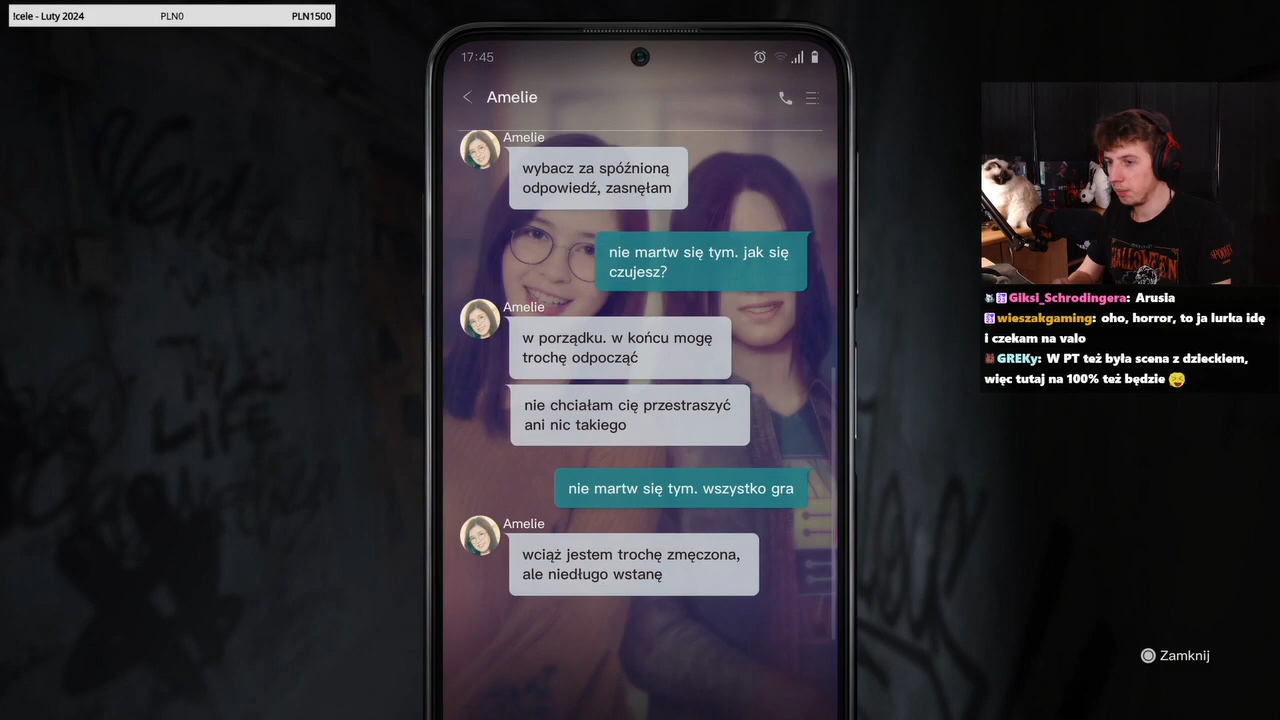 !cele - Luty 2024 PLN0 PLN1500
17:45
Amelie
Amelie
wybacz za spóźnioną
odpowiedź, zasnęłam
nie martw się tym. jak się
czujesz?
Amelie
w porządku. w końcu mogę
trochę odpocząć
nie chciałam cię przestraszyć
ani nic takiego
nie martw się tym. wszystko gra
Amelie
wciąż jestem trochę zmęczona,
ale niedługo wstanę
Zamknij
HALLOWEEN
Giksi_Schrodingera: Arusia
wieszakgaming: oho, horror, to ja lurka idę
i czekam na valo
GREKy: W PT też była scena z dzieckiem,
więc tutaj na 100% też będzie